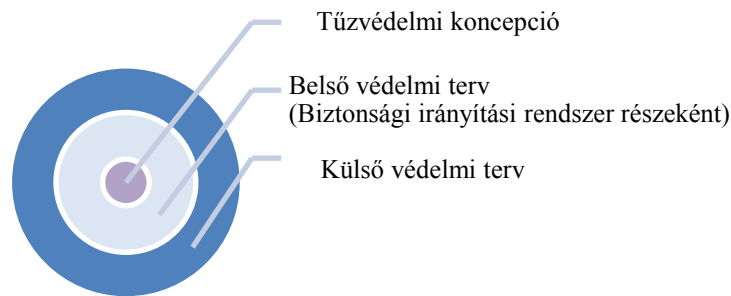 Tűzvédelmi koncepció
Belső védelmi terv
(Biztonsági irányítási rendszer részeként)
Külső védelmi terv